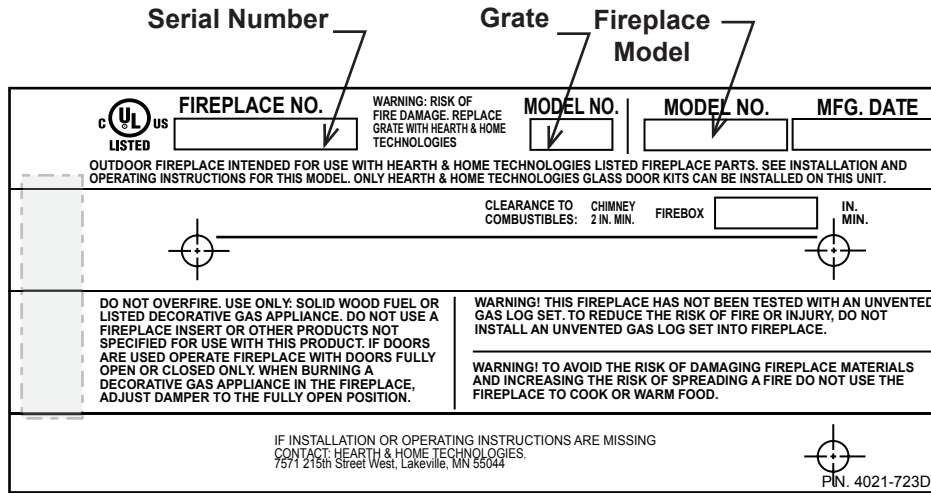 Serial Number
Grate
Fireplace
Model
C UL US
LISTED
FIREPLACE NO.
WARNING: RISK OF
FIRE DAMAGE. REPLACE
GRATE WITH HEARTH & HOME
TECHNOLOGIES
MODEL NO.
MODEL NO.
MFG. DATE
OUTDOOR FIREPLACE INTENDED FOR USE WITH HEARTH & HOME TECHNOLOGIES LISTED FIREPLACE PARTS. SEE INSTALLATION AND
OPERATING INSTRUCTIONS FOR THIS MODEL. ONLY HEARTH & HOME TECHNOLOGIES GLASS DOOR KITS CAN BE INSTALLED ON THIS UNIT.
CLEARANCE TO
COMBUSTIBLES:
CHIMNEY
2 IN. MIN.
FIREBOX
IN.
MIN.
DO NOT OVERFIRE. USE ONLY: SOLID WOOD FUEL OR
LISTED DECORATIVE GAS APPLIANCE. DO NOT USE A
FIREPLACE INSERT OR OTHER PRODUCTS NOT
SPECIFIED FOR USE WITH THIS PRODUCT. IF DOORS
ARE USED OPERATE FIREPLACE WITH DOORS FULLY
OPEN OR CLOSED ONLY. WHEN BURNING A
DECORATIVE GAS APPLIANCE IN THE FIREPLACE,
ADJUST DAMPER TO THE FULLY OPEN POSITION.
WARNING! THIS FIREPLACE HAS NOT BEEN TESTED WITH AN UNVENTED
GAS LOG SET. TO REDUCE THE RISK OF FIRE OR INJURY, DO NOT
INSTALL AN UNVENTED GAS LOG SET INTO FIREPLACE.
WARNING! TO AVOID THE RISK OF DAMAGING FIREPLACE MATERIALS
AND INCREASING THE RISK OF SPREADING A FIRE DO NOT USE THE
FIREPLACE TO COOK OR WARM FOOD.
IF INSTALLATION OR OPERATING INSTRUCTIONS ARE MISSING
CONTACT: HEARTH & HOME TECHNOLOGIES.
7571 215th Street West, Lakeville, MN 55044
P\N. 4021-723D